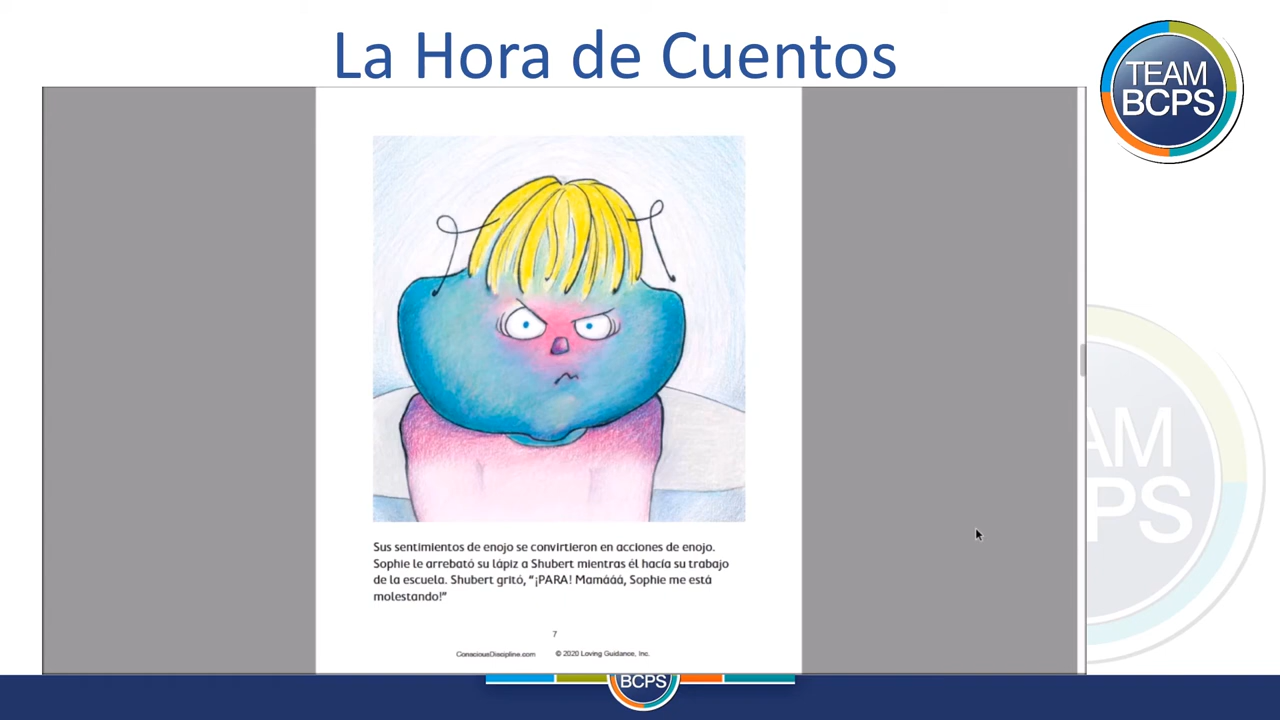 La Hora de Cuentos
TEAM
BCPS
Sus sentimientos de enojo se convirtieron en acciones de enojo.
Sophie le arrebató su lápiz a Shubert mientras él hacía su trabajo
de la escuela. Shubert gritó, “¡PARA! Mamááá, Sophie me está
molestando!”
7
ConsciousDiscipline.com © 2020 Loving Guidance, Inc.
AM
CPS
BCPS